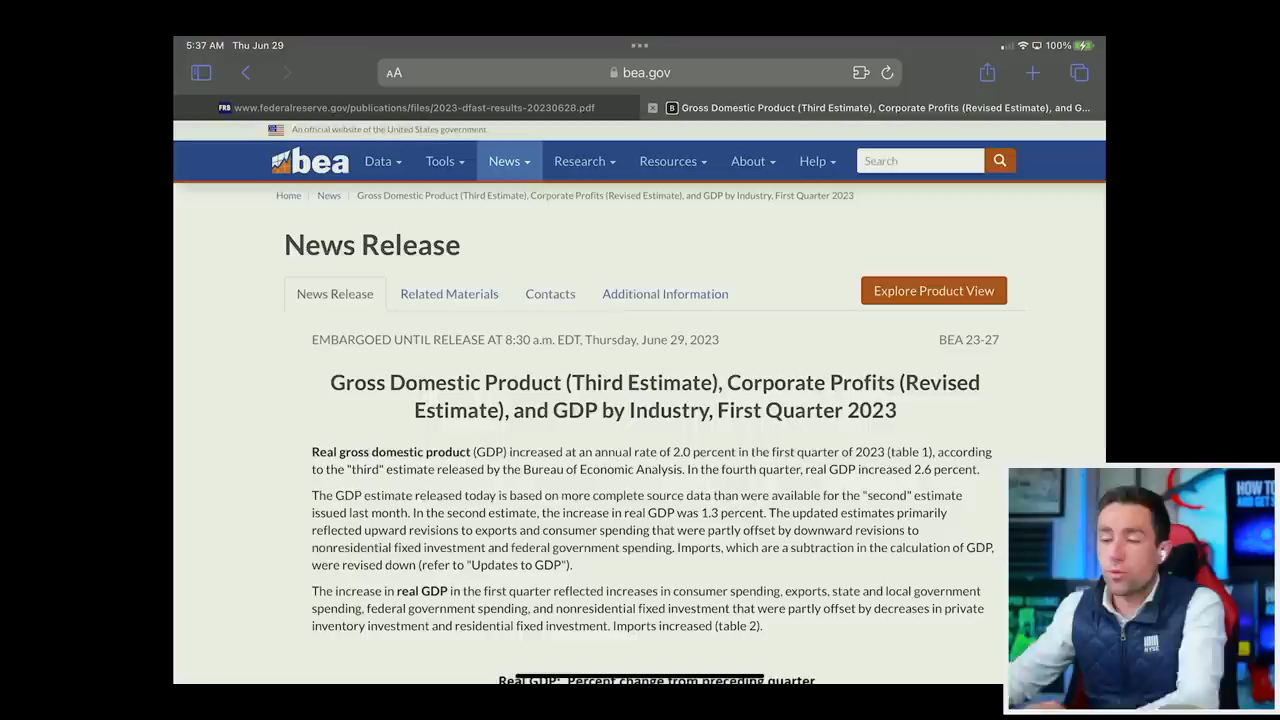 5:37 AM Thu Jun 29
100%
AA
bea.gov
FRB www.federalreserve.gov/publications/files/2023-dfast-results-20230628.pdf
B Gross Domestic Product (Third Estimate), Corporate Profits (Revised Estimate), and G...
An official website of the United States government.
bea Data Tools News Research Resources About Help Search
Home News Gross Domestic Product (Third Estimate), Corporate Profits (Revised Estimate), and GDP by Industry, First Quarter 2023
News Release
News Release Related Materials Contacts Additional Information
Explore Product View
EMBARGOED UNTIL RELEASE AT 8:30 a.m. EDT, Thursday, June 29, 2023
BEA 23-27
Gross Domestic Product (Third Estimate), Corporate Profits (Revised
Estimate), and GDP by Industry, First Quarter 2023
Real gross domestic product (GDP) increased at an annual rate of 2.0 percent in the first quarter of 2023 (table 1), according
to the "third" estimate released by the Bureau of Economic Analysis. In the fourth quarter, real GDP increased 2.6 percent.
The GDP estimate released today is based on more complete source data than were available for the "second" estimate
issued last month. In the second estimate, the increase in real GDP was 1.3 percent. The updated estimates primarily
reflected upward revisions to exports and consumer spending that were partly offset by downward revisions to
nonresidential fixed investment and federal government spending. Imports, which are a subtraction in the calculation of GDP,
were revised down (refer to "Updates to GDP").
The increase in real GDP in the first quarter reflected increases in consumer spending, exports, state and local government
spending, federal government spending, and nonresidential fixed investment that were partly offset by decreases in private
inventory investment and residential fixed investment. Imports increased (table 2).
Real GDP: Percent change from preceding quarter
HOW TO
AND GET
NYSE